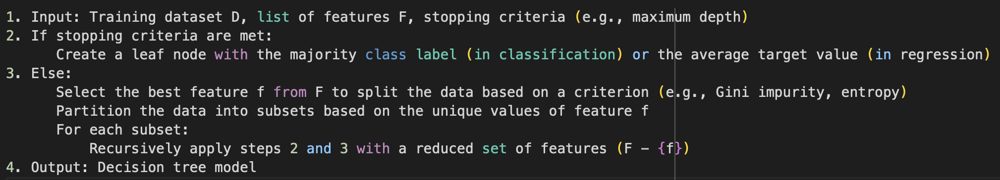 1. Input: Training dataset D, list of features F, stopping criteria (e.g., maximum depth)
2. If stopping criteria are met:
Create a leaf node with the majority class label (in classification) or the average target value (in regression)
3. Else:
Select the best feature f from F to split the data based on a criterion (e.g., Gini impurity, entropy)
Partition the data into subsets based on the unique values of feature f
For each subset:
Recursively apply steps 2 and 3 with a reduced set of features (F − {f})
4. Output: Decision tree model